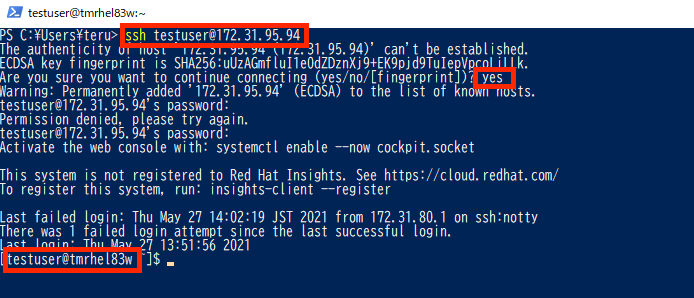 testuser@tmrhel83w:~
PS C:¥Users¥teru> ssh testuser@172.31.95.94
The authenticity of host '172.31.95.94 (172.31.95.94)' can't be established.
ECDSA key fingerprint is
Are you sure you want to continue connecting (yes/no/[fingerprint])? yes
Warning: Permanently added '172.31.95.94' (ECDSA) to the list of known hosts.
testuser@172.31.95.94's password:
Permission denied, please try again.
testuser@172.31.95.94's password:
Activate the web console with: systemctl enable --now cockpit.socket
This system is not registered to Red Hat Insights. See https://cloud.redhat.com/
To register this system, run: insights-client --register
Last failed login: Thu May 27 14:02:19 JST 2021 from 172.31.80.1 on ssh:notty
There was 1 failed login attempt since the last successful login.
Last login: Thu May 27 13:51:56 2021
[testuser@tmrhel83w ~]$